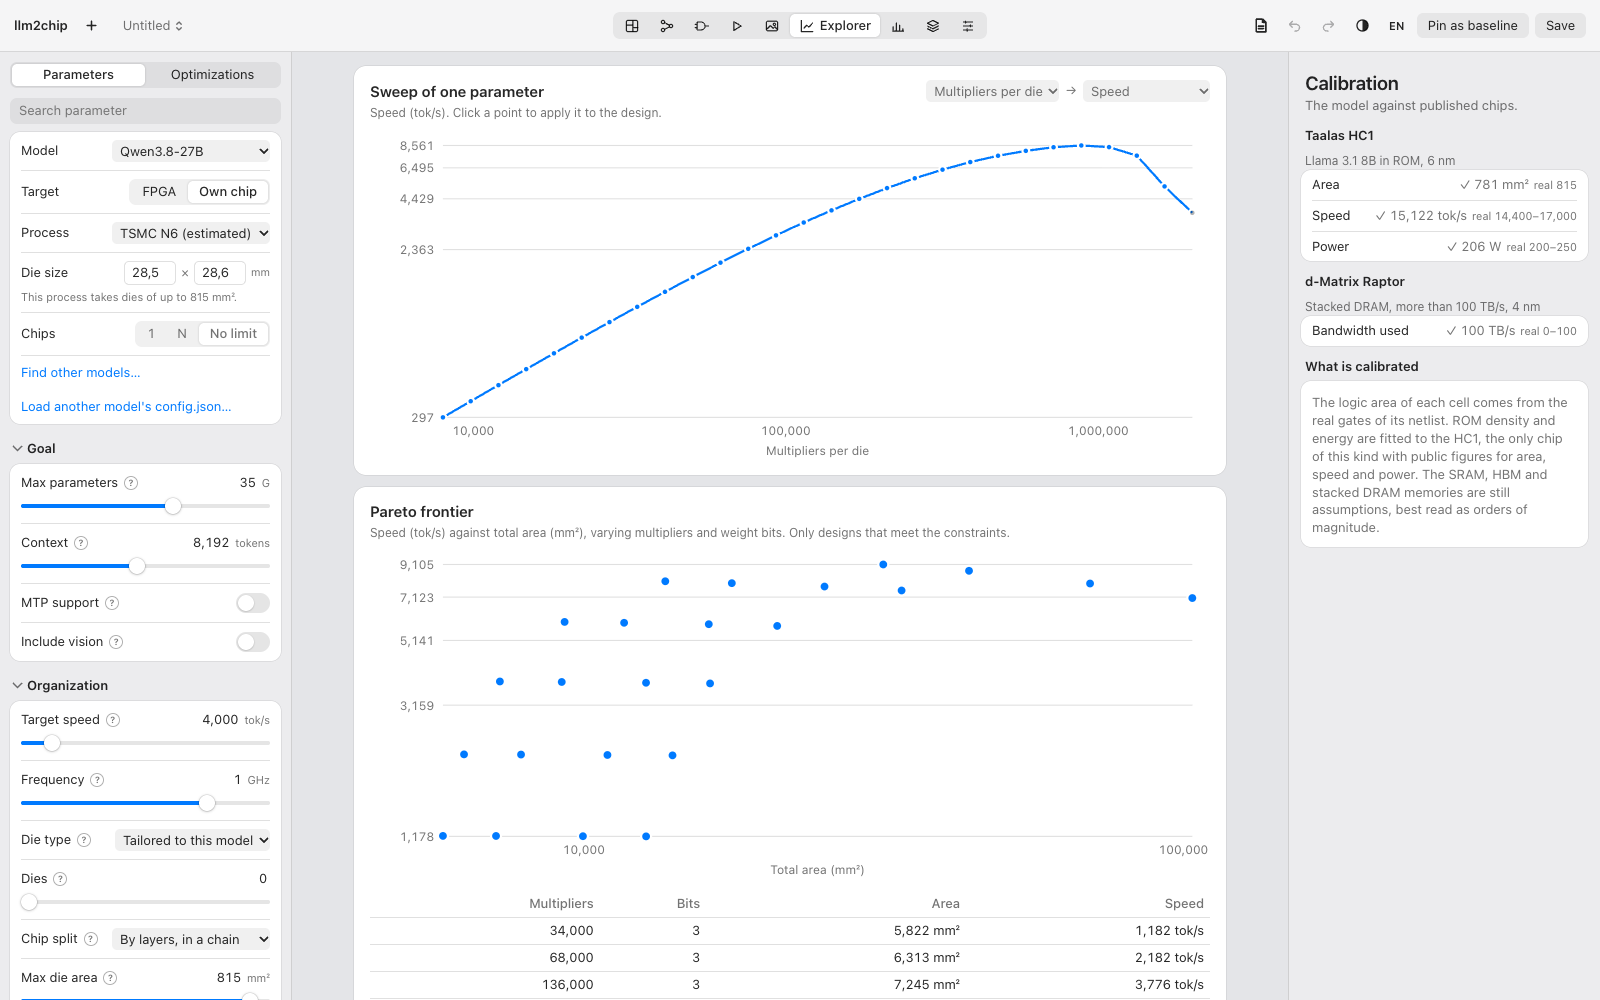 llm2chip + Untitled
Explorer
EN Pin as baseline Save
Parameters Optimizations
Search parameter
Model Qwen3.8-27B
Target FPGA Own chip
Process TSMC N6 (estimated)
Die size 28,5 × 28,6 mm
This process takes dies of up to 815 mm².
Chips 1 N No limit
Find other models...
Load another model's config.json...
Goal
Max parameters ? 35 G
Context ? 8,192 tokens
MTP support ?
Include vision ?
Organization
Target speed ? 4,000 tok/s
Frequency ? 1 GHz
Die type ? Tailored to this model
Dies ? 0
Chip split ? By layers, in a chain
Max die area ? 815 mm²
Sweep of one parameter Multipliers per die → Speed
Speed (tok/s). Click a point to apply it to the design.
8,561
6,495
4,429
2,363
297
10,000 100,000 1,000,000
Multipliers per die
Pareto frontier
Speed (tok/s) against total area (mm²), varying multipliers and weight bits. Only designs that meet the constraints.
9,105
7,123
5,141
3,159
1,178
10,000 100,000
Total area (mm²)
Multipliers Bits Area Speed
34,000 3 5,822 mm² 1,182 tok/s
68,000 3 6,313 mm² 2,182 tok/s
136,000 3 7,245 mm² 3,776 tok/s
Calibration
The model against published chips.
Taalas HC1
Llama 3.1 8B in ROM, 6 nm
Area ✓ 781 mm² real 815
Speed ✓ 15,122 tok/s real 14,400–17,000
Power ✓ 206 W real 200–250
d-Matrix Raptor
Stacked DRAM, more than 100 TB/s, 4 nm
Bandwidth used ✓ 100 TB/s real 0–100
What is calibrated
The logic area of each cell comes from the
real gates of its netlist. ROM density and
energy are fitted to the HC1, the only chip
of this kind with public figures for area,
speed and power. The SRAM, HBM and
stacked DRAM memories are still
assumptions, best read as orders of
magnitude.